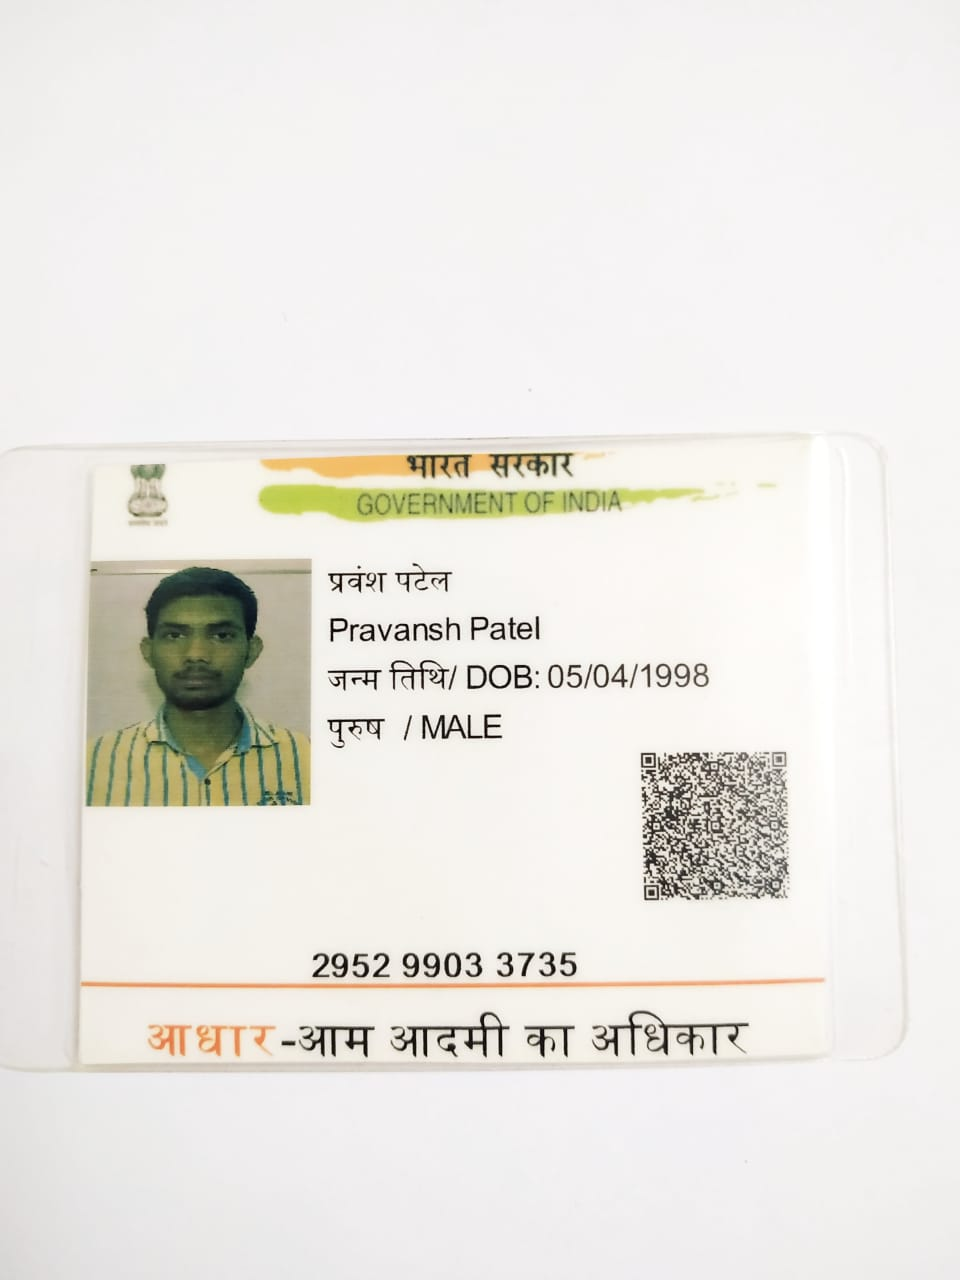 भारत सरकार
GOVERNMENT OF INDIA
प्रवंश पटेल
Pravansh Patel
जन्म तिथि/ DOB: 05/04/1998
पुरुष / MALE
2952 9903 3735
आधार-आम आदमी का अधिकार